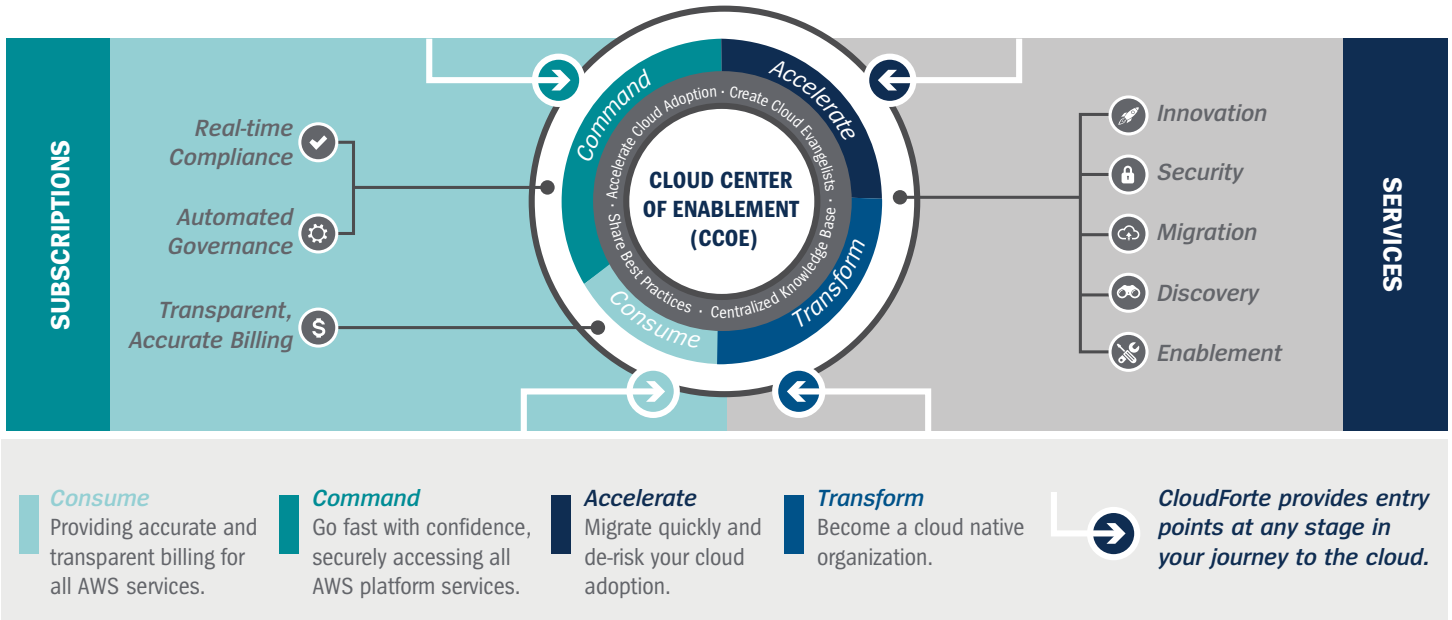 SUBSCRIPTIONS
Real-time
Compliance
Automated
Governance
Transparent,
Accurate Billing
$
Command
Accelerate
Transform
Consume
Accelerate Cloud Adoption · Create Cloud Evangelists · Centralized Knowledge Base · Share Best Practices ·
CLOUD CENTER
OF ENABLEMENT
(CCOE)
Innovation
Security
Migration
Discovery
Enablement
SERVICES
Consume
Providing accurate and
transparent billing for
all AWS services.
Command
Go fast with confidence,
securely accessing all
AWS platform services.
Accelerate
Migrate quickly and
de-risk your cloud
adoption.
Transform
Become a cloud native
organization.
CloudForte provides entry
points at any stage in
your journey to the cloud.